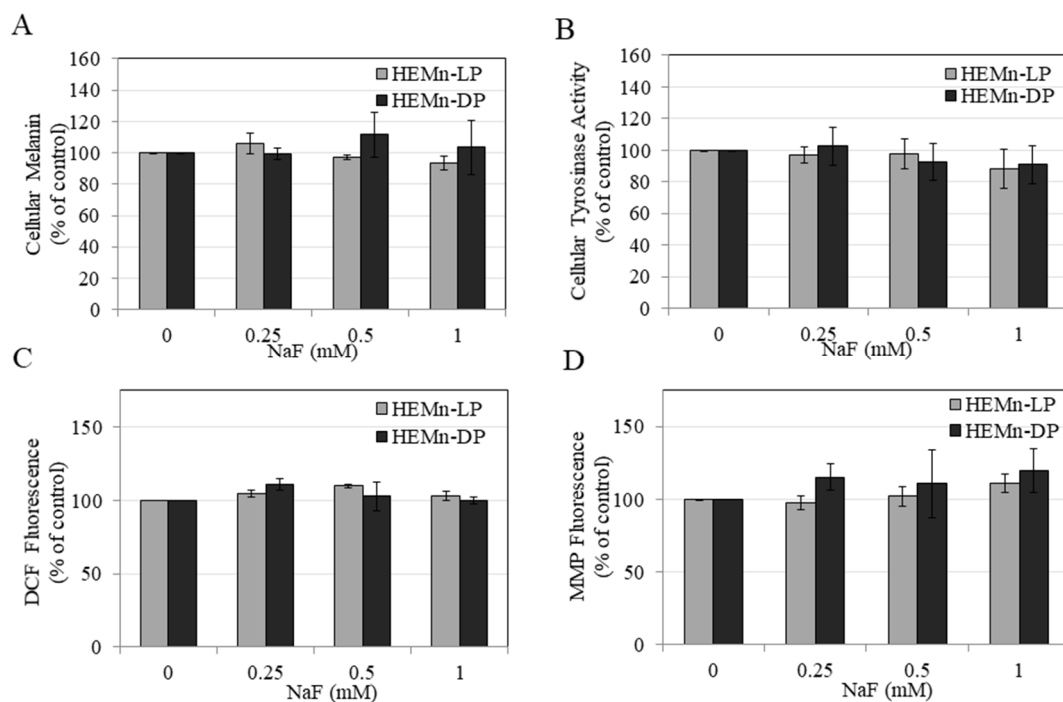 A
Cellular Melanin
(% of control)
160
140
120
100
80
60
40
20
0
HEMn-LP
HEMn-DP
0 0.25 0.5 1
NaF (mM)
B
Cellular Tyrosinase Activity
(% of control)
160
140
120
100
80
60
40
20
0
HEMn-LP
HEMn-DP
0 0.25 0.5 1
NaF (mM)
C
DCF Fluorescence
(% of control)
150
100
50
0
HEMn-LP
HEMn-DP
0 0.25 0.5 1
NaF (mM)
D
MMP Fluorescence
(% of control)
150
100
50
0
HEMn-LP
HEMn-DP
0 0.25 0.5 1
NaF (mM)